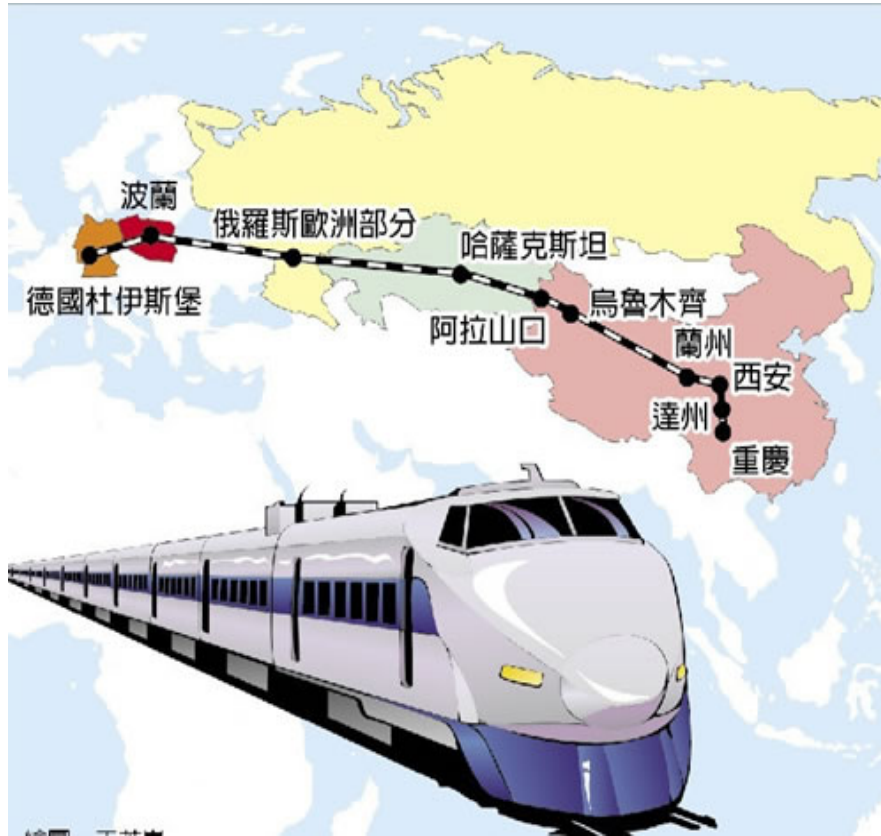 波蘭
俄羅斯歐洲部分
哈薩克斯坦
德國杜伊斯堡
烏魯木齊
阿拉山口
蘭州
西安
達州
重慶